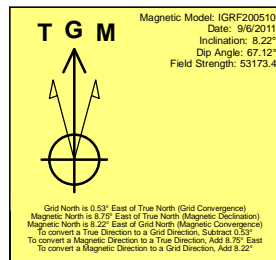 T G M
Magnetic Model: IGRF200510
Date: 9/6/2011
Inclination: 8.22°
Dip Angle: 67.12°
Field Strength: 53173.4
Grid North is 0.53° East of True North (Grid Convergence)
Magnetic North is 8.75° East of True North (Magnetic Declination)
Magnetic North is 8.22° East of Grid North (Magnetic Convergence)
To convert a True Direction to a Grid Direction, Subtract 0.53°
To convert a Magnetic Direction to a True Direction, Add 8.75° East
To convert a Magnetic Direction to a Grid Direction, Add 8.22°